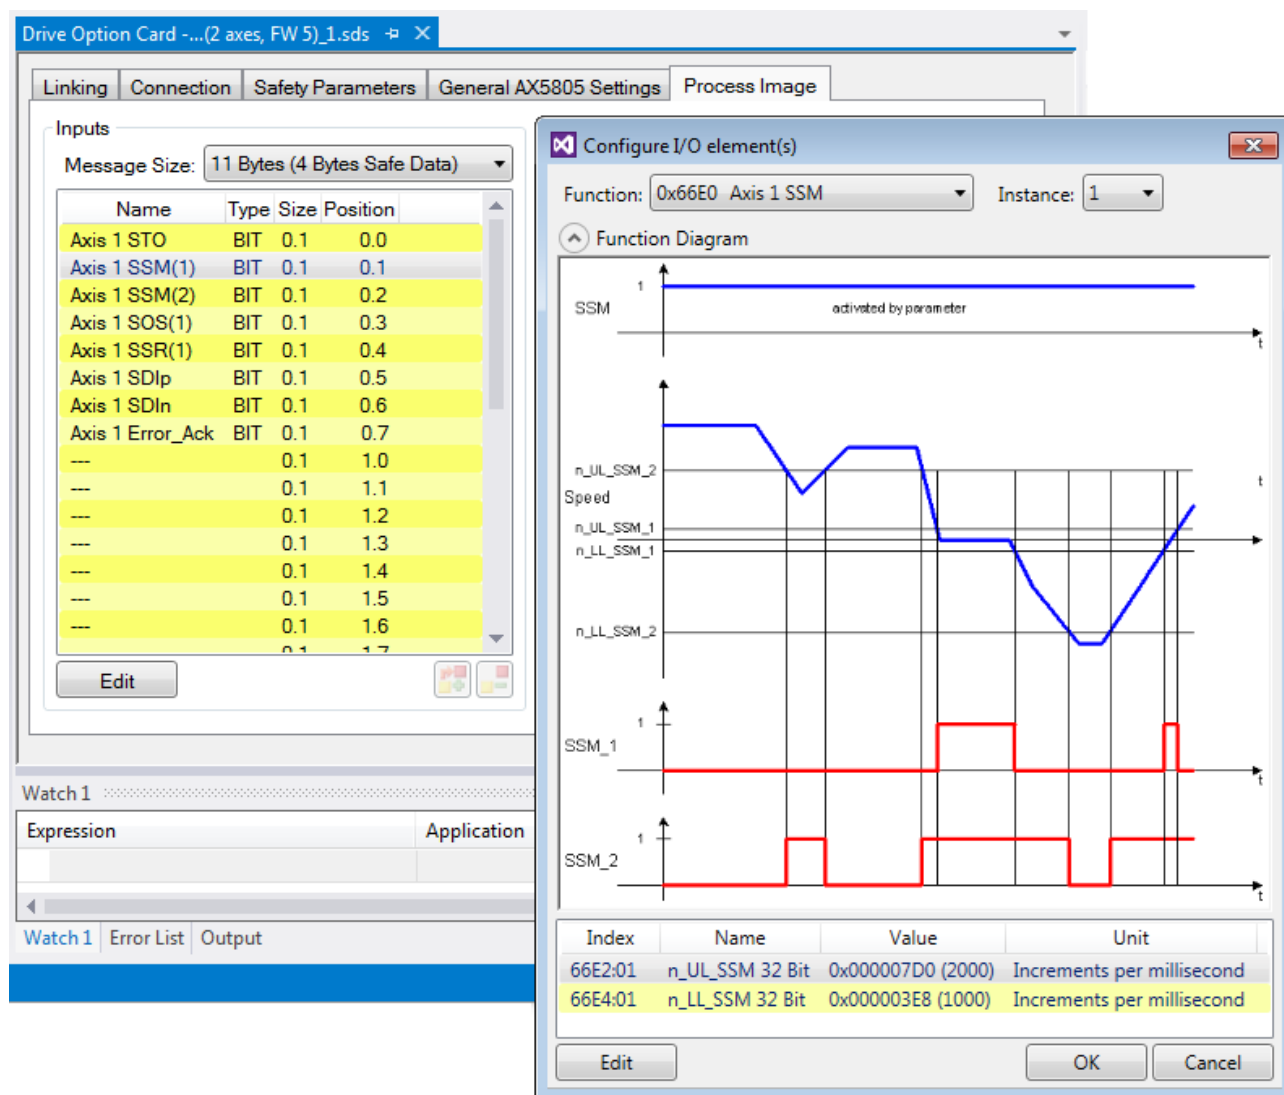 Drive Option Card -...(2 axes, FW 5)_1.sds
Linking Connection Safety Parameters General AX5805 Settings Process Image
Inputs
Message Size: 11 Bytes (4 Bytes Safe Data)
Name Type Size Position
Axis 1 STO BIT 0.1 0.0
Axis 1 SSM(1) BIT 0.1 0.1
Axis 1 SSM(2) BIT 0.1 0.2
Axis 1 SOS(1) BIT 0.1 0.3
Axis 1 SSR(1) BIT 0.1 0.4
Axis 1 SDIp BIT 0.1 0.5
Axis 1 SDIn BIT 0.1 0.6
Axis 1 Error_Ack BIT 0.1 0.7
--- 0.1 1.0
--- 0.1 1.1
--- 0.1 1.2
--- 0.1 1.3
--- 0.1 1.4
--- 0.1 1.5
--- 0.1 1.6
0.1 1.7
Edit
Watch 1
Expression Application
Watch 1 Error List Output
Configure I/O element(s)
Function: 0x66E0 Axis 1 SSM Instance: 1
Function Diagram
1
SSM activated by parameter
t
n_UL_SSM_2
t
Speed
n_UL_SSM_1
n_LL_SSM_1
n_LL_SSM_2
1
SSM_1
t
1
SSM_2
t
Index Name Value Unit
66E2:01 n_UL_SSM 32 Bit 0x000007D0 (2000) Increments per millisecond
66E4:01 n_LL_SSM 32 Bit 0x000003E8 (1000) Increments per millisecond
Edit OK Cancel